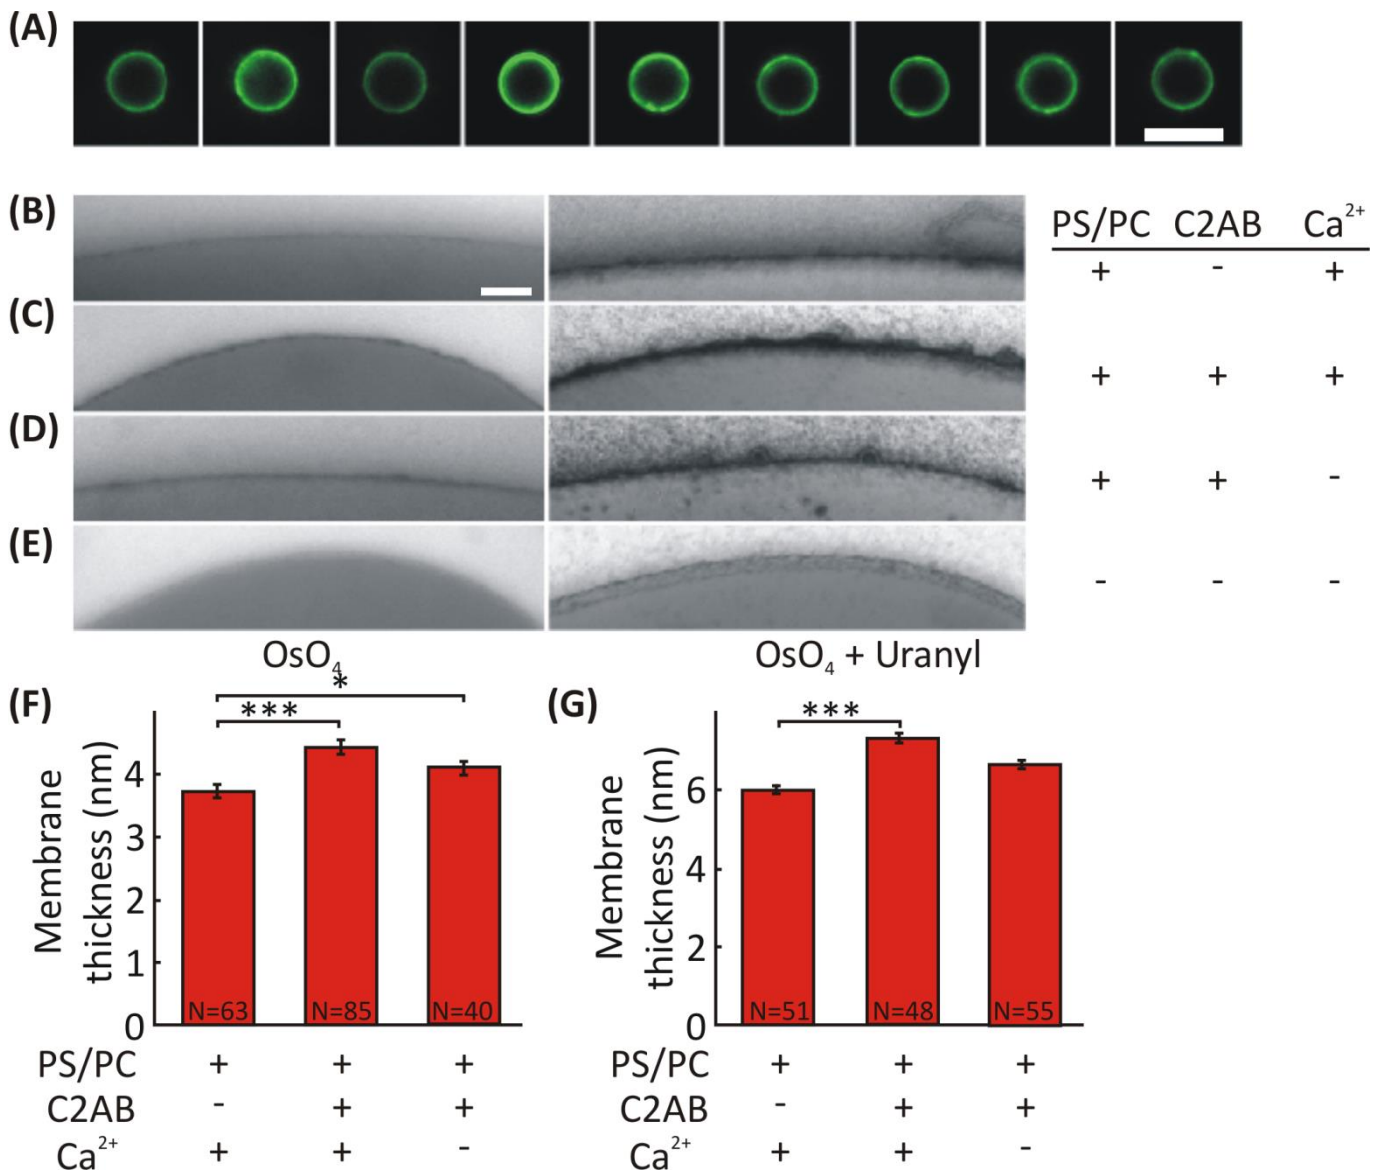 (A)
(B)
PS/PC C2AB Ca²⁺
+ - +
(C)
+ + +
(D)
+ + -
(E)
- - -
OsO₄ OsO₄ + Uranyl
(F)
*
***
Membrane
thickness (nm)
4
3
2
1
0
N=63 N=85 N=40
PS/PC + + +
C2AB - + +
Ca²⁺ + + -
(G)
***
Membrane
thickness (nm)
6
4
2
0
N=51 N=48 N=55
PS/PC + + +
C2AB - + +
Ca²⁺ + + -